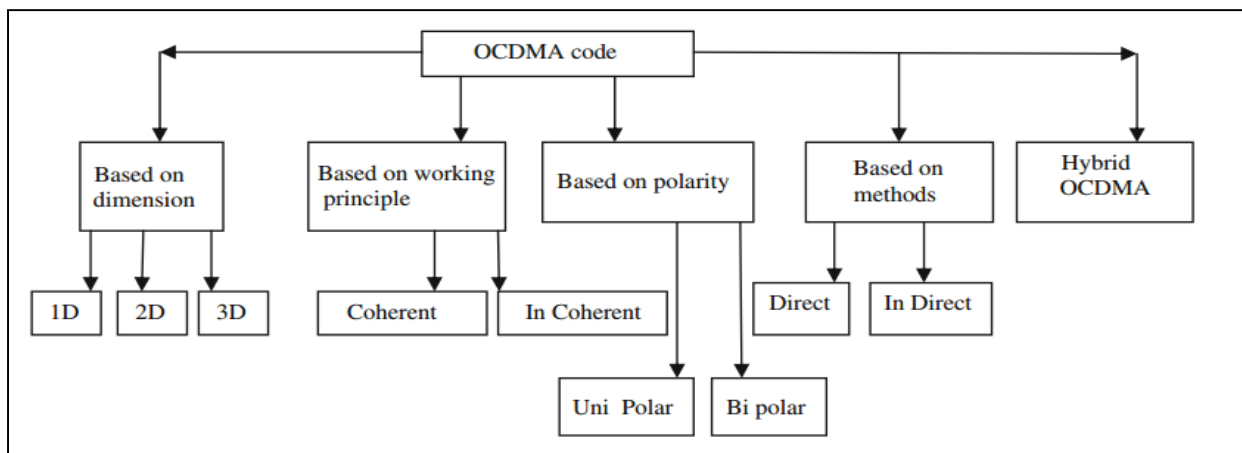 OCDMA code
Based on
dimension
Based on working
principle
Based on polarity
Based on
methods
Hybrid
OCDMA
1D
2D
3D
Coherent
In Coherent
Direct
In Direct
Uni Polar
Bi polar